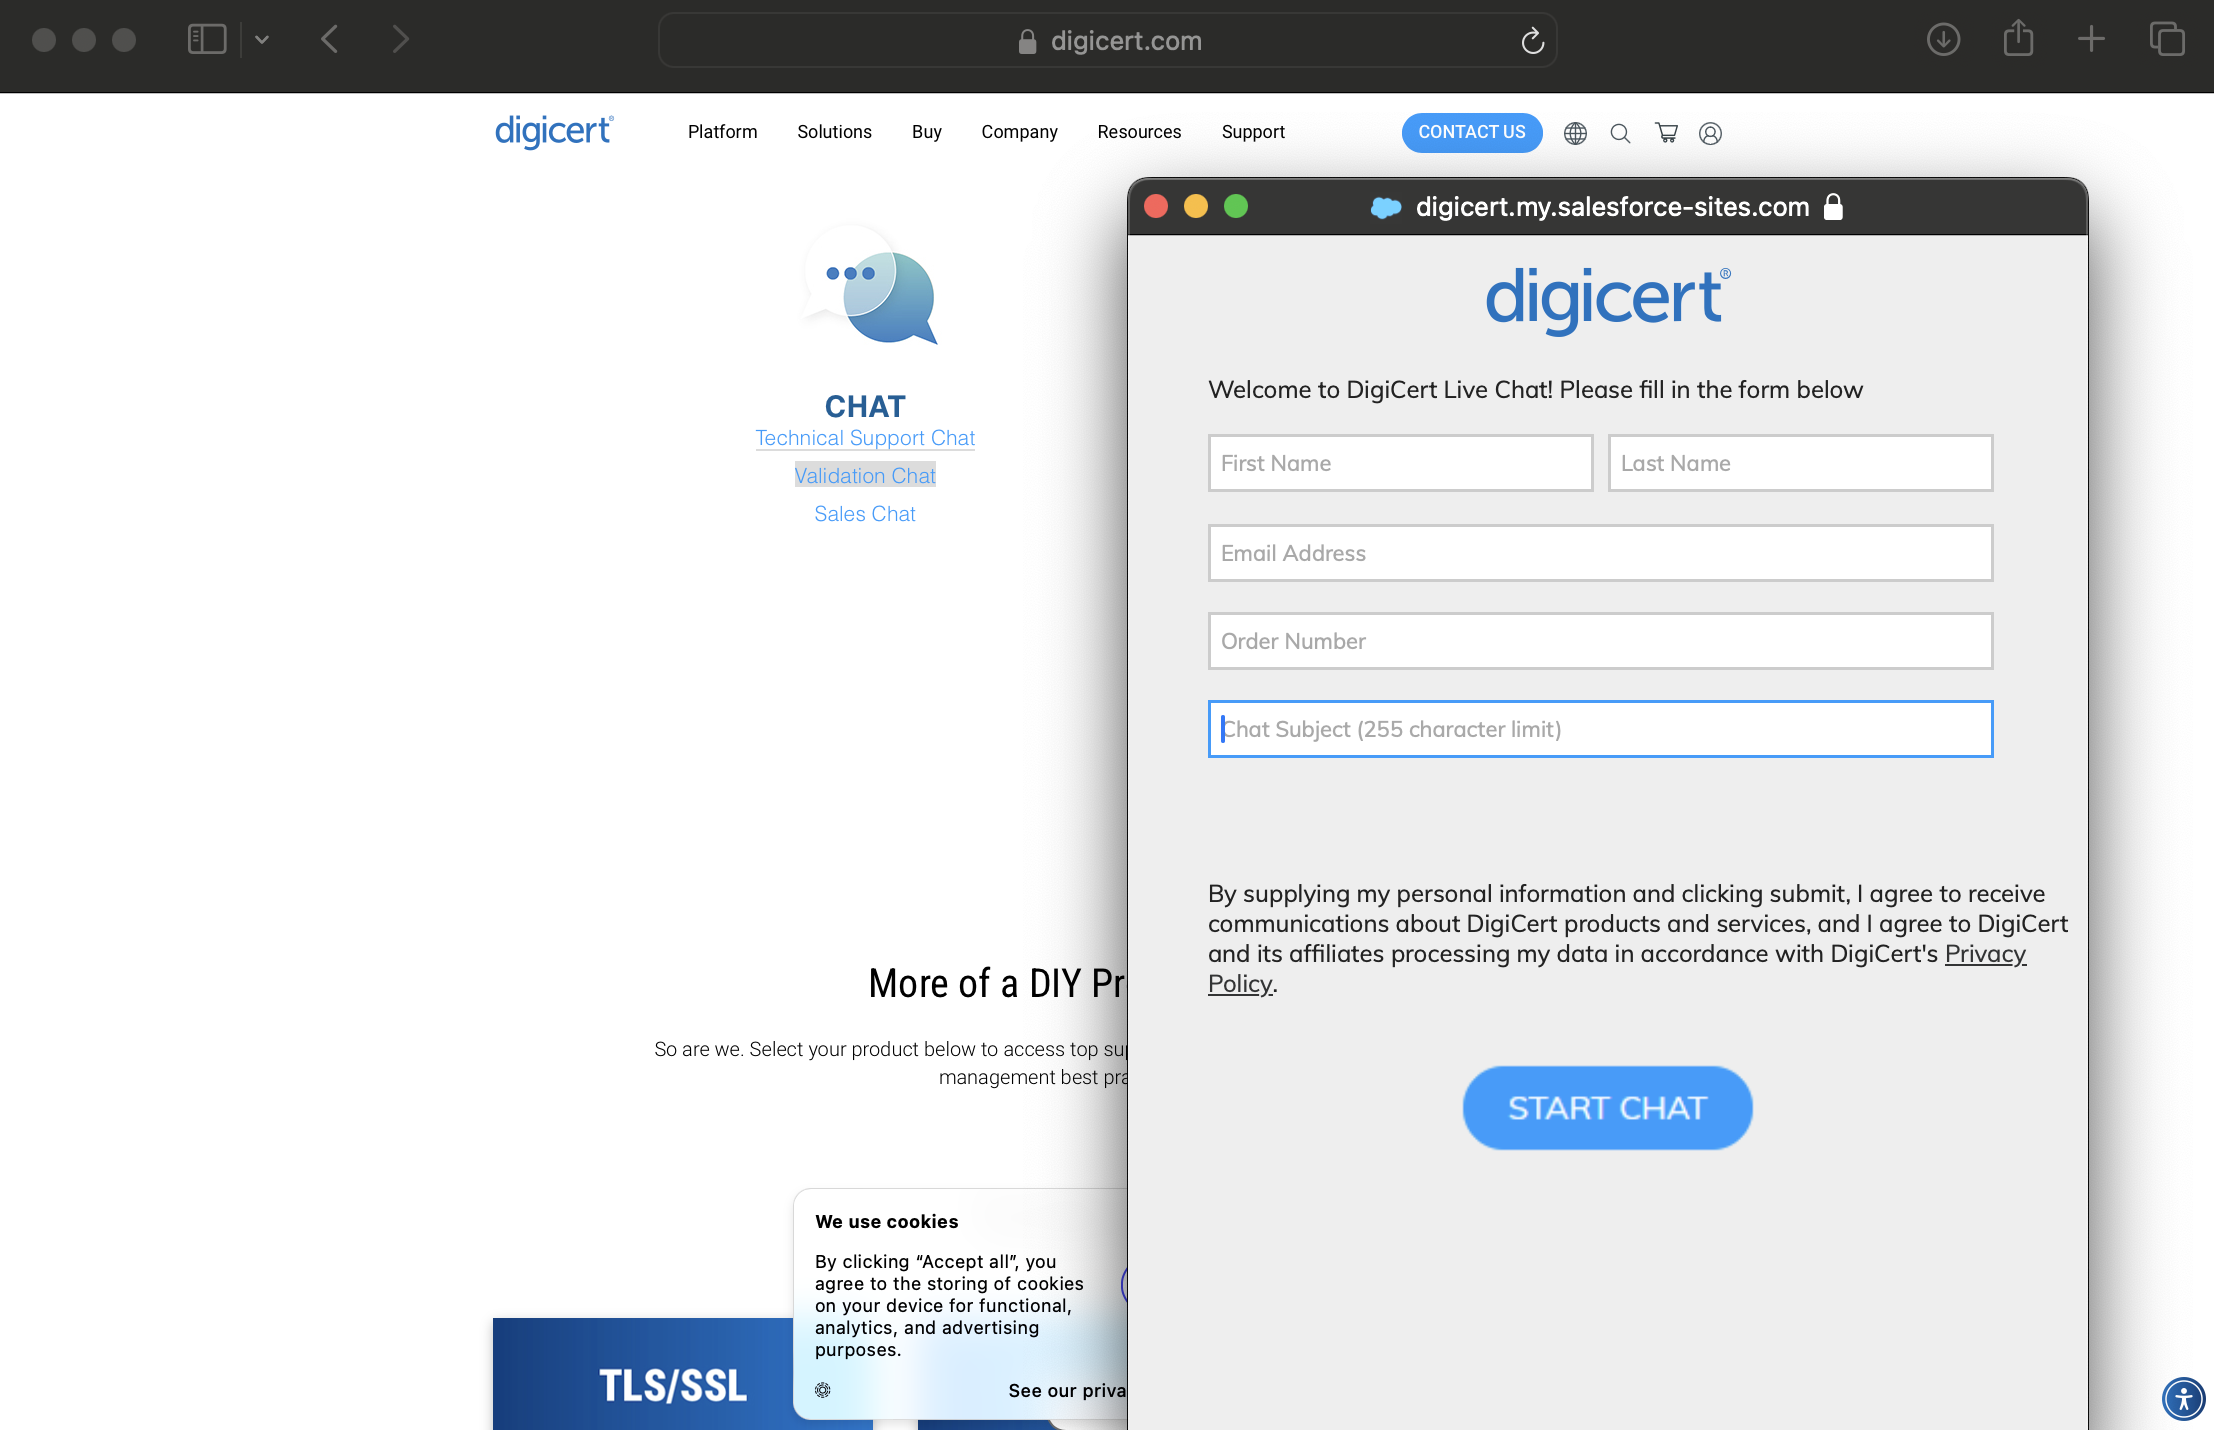 digicert.com
digicert®
Platform
Solutions
Buy
Company
Resources
Support
CONTACT US
CHAT
Technical Support Chat
Validation Chat
Sales Chat
More of a DIY Pr
So are we. Select your product below to access top sup
management best pra
We use cookies
By clicking “Accept all”, you
agree to the storing of cookies
on your device for functional,
analytics, and advertising
purposes.
See our priva
TLS/SSL
digicert.my.salesforce-sites.com
digicert®
Welcome to DigiCert Live Chat! Please fill in the form below
First Name
Last Name
Email Address
Order Number
Chat Subject (255 character limit)
By supplying my personal information and clicking submit, I agree to receive
communications about DigiCert products and services, and I agree to DigiCert
and its affiliates processing my data in accordance with DigiCert's Privacy
Policy.
START CHAT